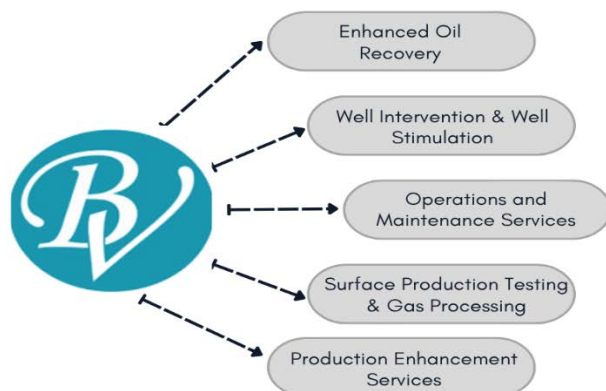 Enhanced Oil
Recovery
Well Intervention & Well
Stimulation
BV
Operations and
Maintenance Services
Surface Production Testing
& Gas Processing
Production Enhancement
Services